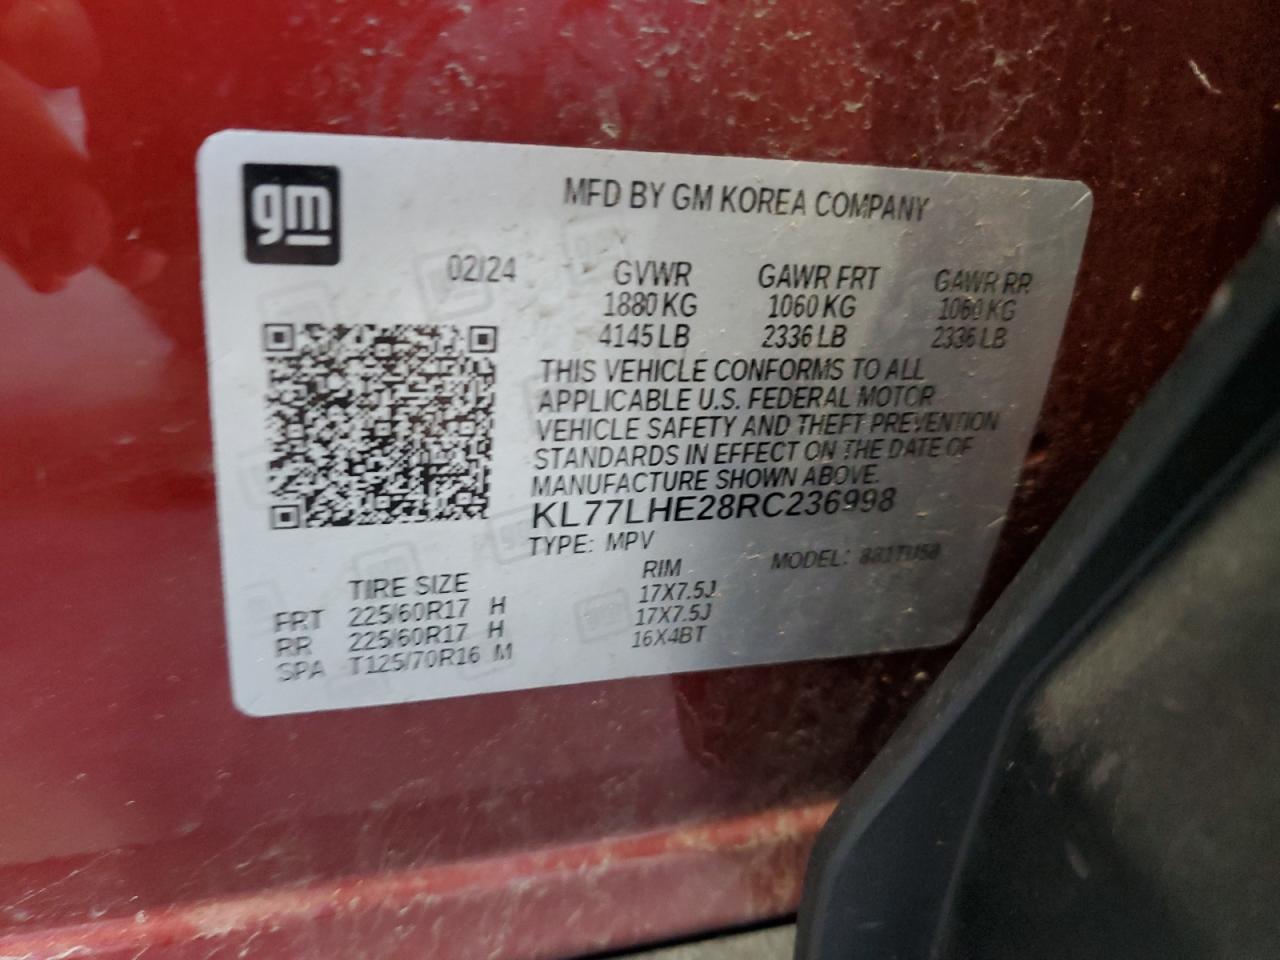 gm
MFD BY GM KOREA COMPANY
02/24 GVWR GAWR FRT GAWR RR
1880 KG 1060 KG 1060 KG
4145 LB 2336 LB 2336 LB
THIS VEHICLE CONFORMS TO ALL
APPLICABLE U.S. FEDERAL MOTOR
VEHICLE SAFETY AND THEFT PREVENTION
STANDARDS IN EFFECT ON THE DATE OF
MANUFACTURE SHOWN ABOVE.
KL77LHE28RC236998
TYPE: MPV MODEL:
TIRE SIZE RIM
FRT 225/60R17 H 17X7.5J
RR 225/60R17 H 17X7.5J
SPA T125/70R16 M 16X4BT